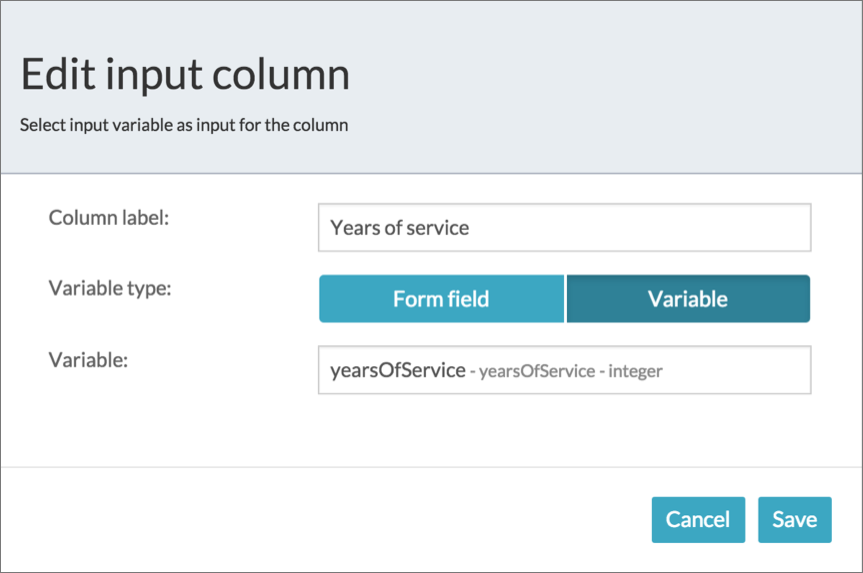 Edit input column
Select input variable as input for the column
Column label:
Years of service
Variable type:
Form field
Variable
Variable:
yearsOfService - yearsOfService - integer
Cancel
Save